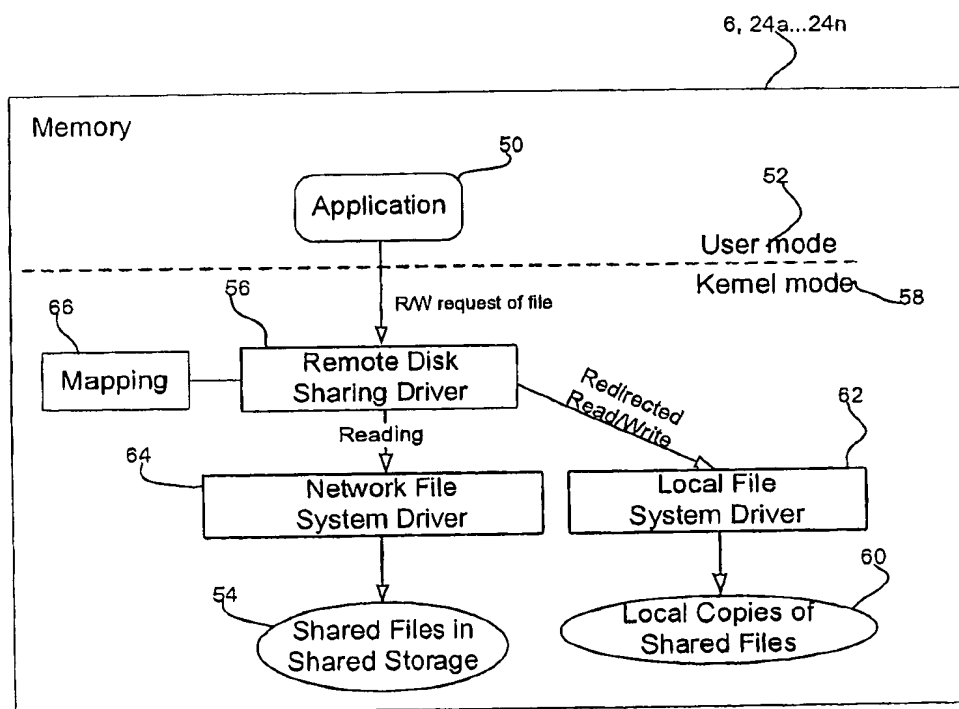 6, 24a...24n
Memory
50
Application
52
User mode
Kernel mode
58
R/W request of file
56
66
Mapping
Remote Disk
Sharing Driver
Redirected
Read/Write
62
Reading
64
Network File
System Driver
Local File
System Driver
54
60
Shared Files in
Shared Storage
Local Copies of
Shared Files